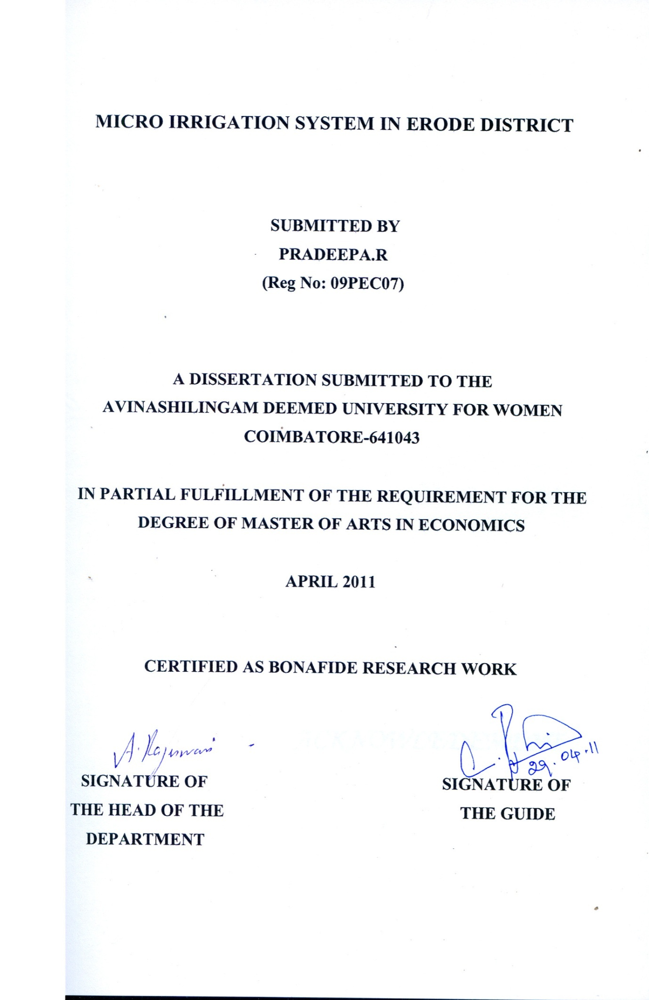 MICRO IRRIGATION SYSTEM IN ERODE DISTRICT
SUBMITTED BY
PRADEEPA.R
(Reg No: 09PEC07)
A DISSERTATION SUBMITTED TO THE
AVINASHILINGAM DEEMED UNIVERSITY FOR WOMEN
COIMBATORE-641043
IN PARTIAL FULFILLMENT OF THE REQUIREMENT FOR THE
DEGREE OF MASTER OF ARTS IN ECONOMICS
APRIL 2011
CERTIFIED AS BONAFIDE RESEARCH WORK
A. Rajeswari
29.04.11
SIGNATURE OF
THE HEAD OF THE
DEPARTMENT
SIGNATURE OF
THE GUIDE